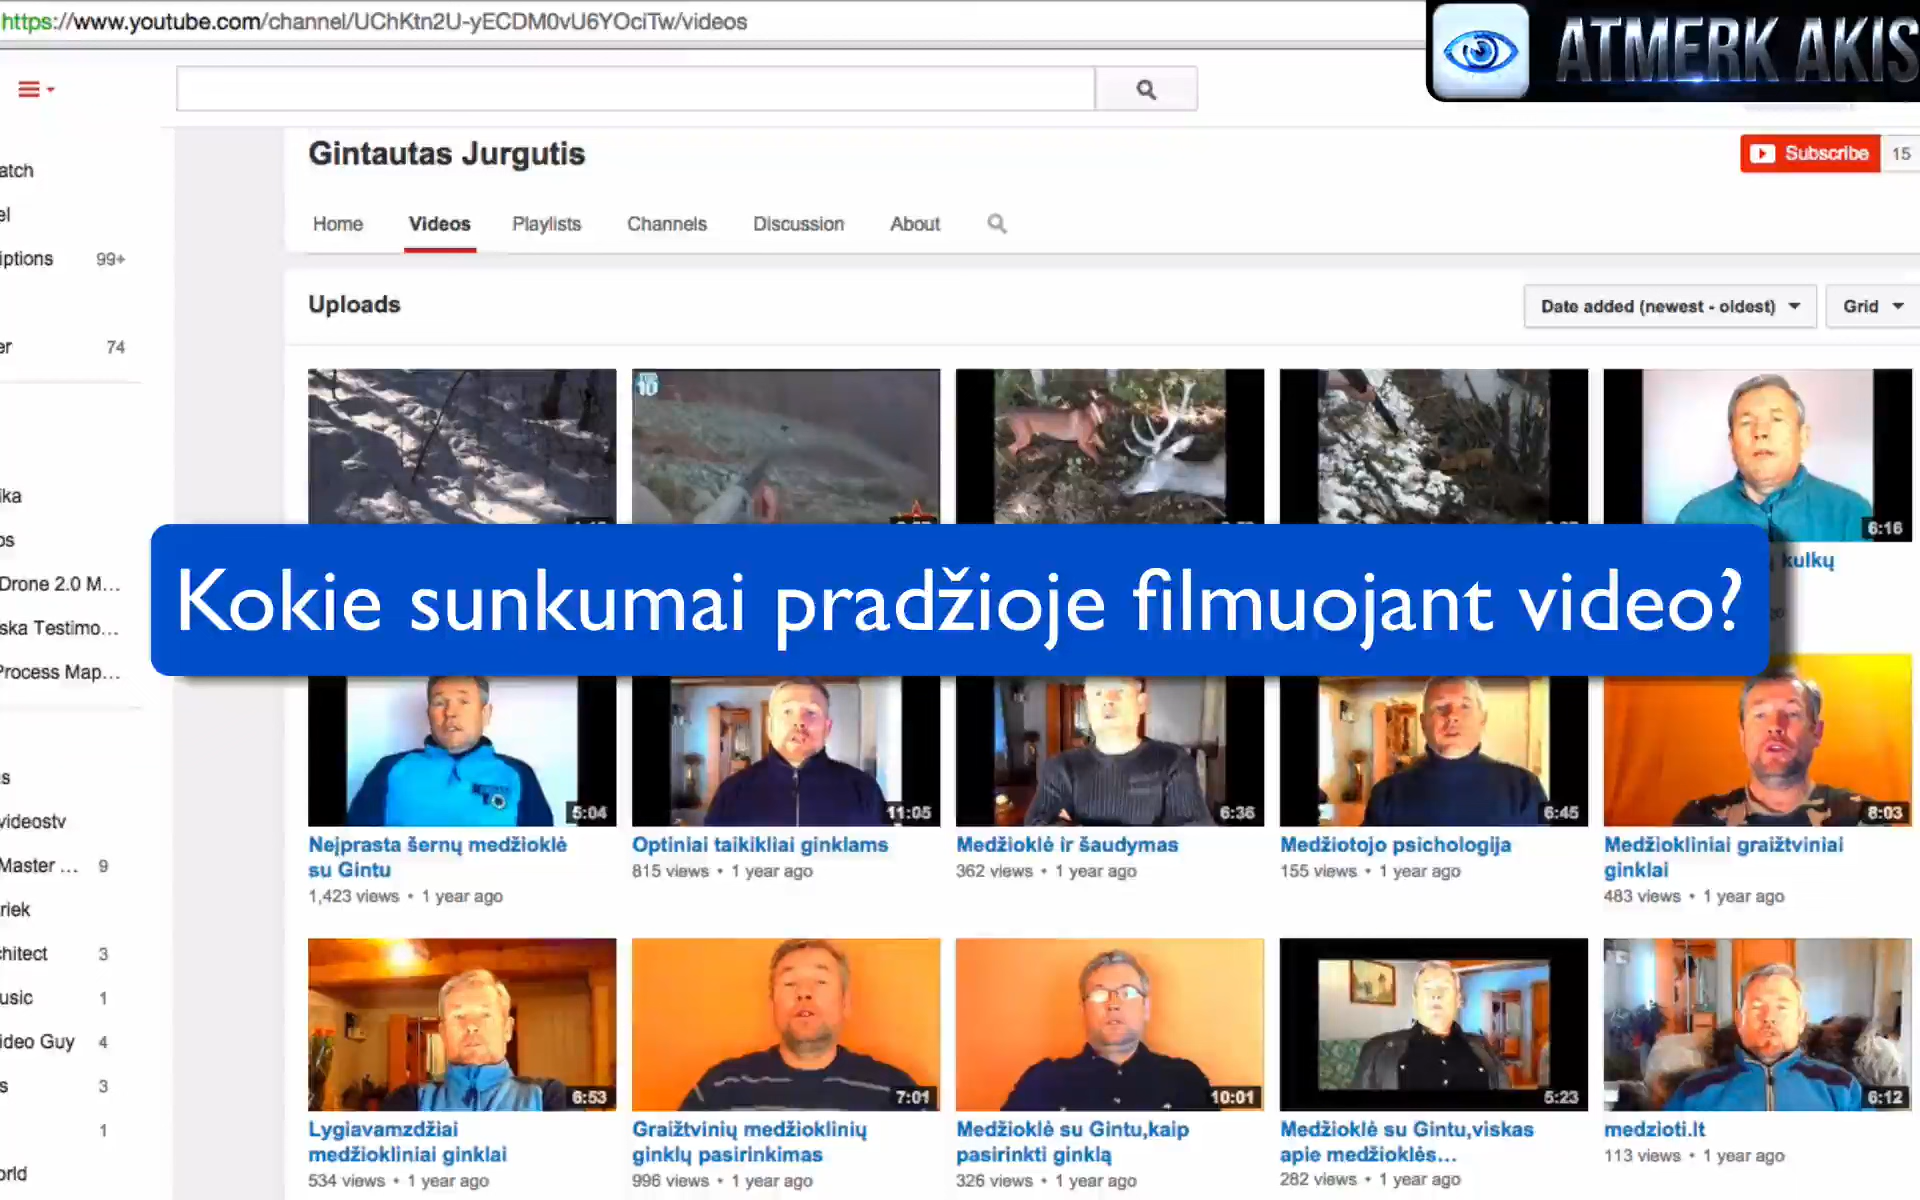 https://www.youtube.com/channel/UChKtn2U-yECDM0vU6YOciTw/videos
ATMERK AKIS
Gintautas Jurgutis
Subscribe 15
Home Videos Playlists Channels Discussion About
iptions 99+
Uploads
Date added (newest - oldest) Grid
74
10
6:16
kulkų
Drone 2.0 M...
ska Testimo...
Process Map...
Kokie sunkumai pradžioje filmuojant video?
5:04 11:05 6:36 6:45 8:03
Neįprasta šernų medžioklė su Gintu
1,423 views • 1 year ago
Optiniai taikikliai ginklams
815 views • 1 year ago
Medžioklė ir šaudymas
362 views • 1 year ago
Medžiotojo psichologija
155 views • 1 year ago
Medžiokliniai graižtviniai ginklai
483 views • 1 year ago
videostv
Master ... 9
riek
chitect 3
usic 1
ideo Guy 4
s 3
1
orld
6:53 7:01 10:01 5:23 6:12
Lygiavamzdžiai medžiokliniai ginklai
534 views • 1 year ago
Graižtvinių medžioklinių ginklų pasirinkimas
996 views • 1 year ago
Medžioklė su Gintu,kaip pasirinkti ginklą
326 views • 1 year ago
Medžioklė su Gintu,viskas apie medžioklės...
282 views • 1 year ago
medzioti.lt
113 views • 1 year ago